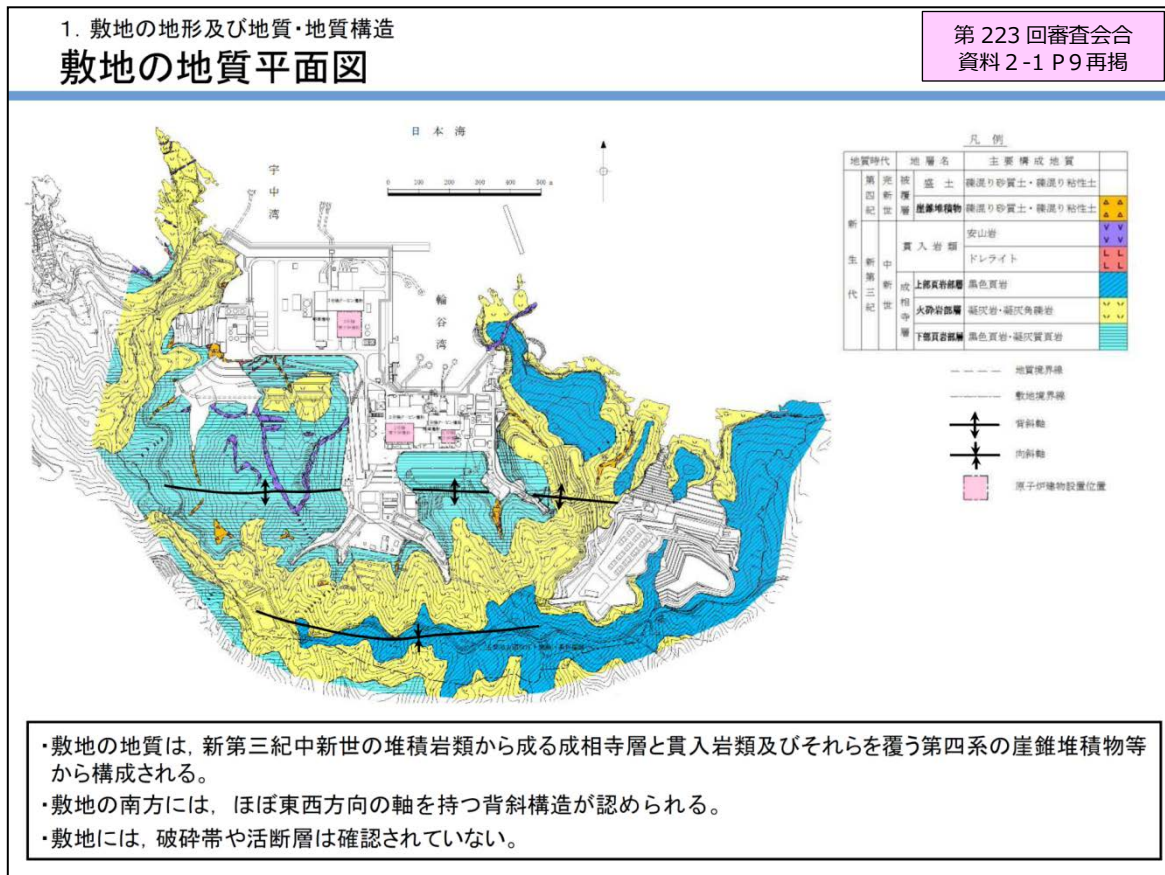 1. 敷地の地形及び地質・地質構造
敷地の地質平面図
第 223 回審査会合
資料２-１ P９再掲
日 本 海
宇中湾
輪谷湾
0 100 200 300 400 500 m
凡 例
地質時代 地層名 主要構成地質
新生代
第四紀 完新世 被覆層
盛土 礫混り砂質土・礫混り粘性土
崖錐堆積物 礫混り砂質土・礫混り粘性土
新第三紀 中新世
貫入岩類 安山岩
ドレライト
成相寺層
上部頁岩部層 黒色頁岩
火砕岩部層 凝灰岩・凝灰角礫岩
下部頁岩部層 黒色頁岩・凝灰質頁岩
地質境界線
敷地境界線
背斜軸
向斜軸
原子炉建物設置位置
・敷地の地質は，新第三紀中新世の堆積岩類から成る成相寺層と貫入岩類及びそれらを覆う第四系の崖錐堆積物等
から構成される。
・敷地の南方には，ほぼ東西方向の軸を持つ背斜構造が認められる。
・敷地には，破砕帯や活断層は確認されていない。